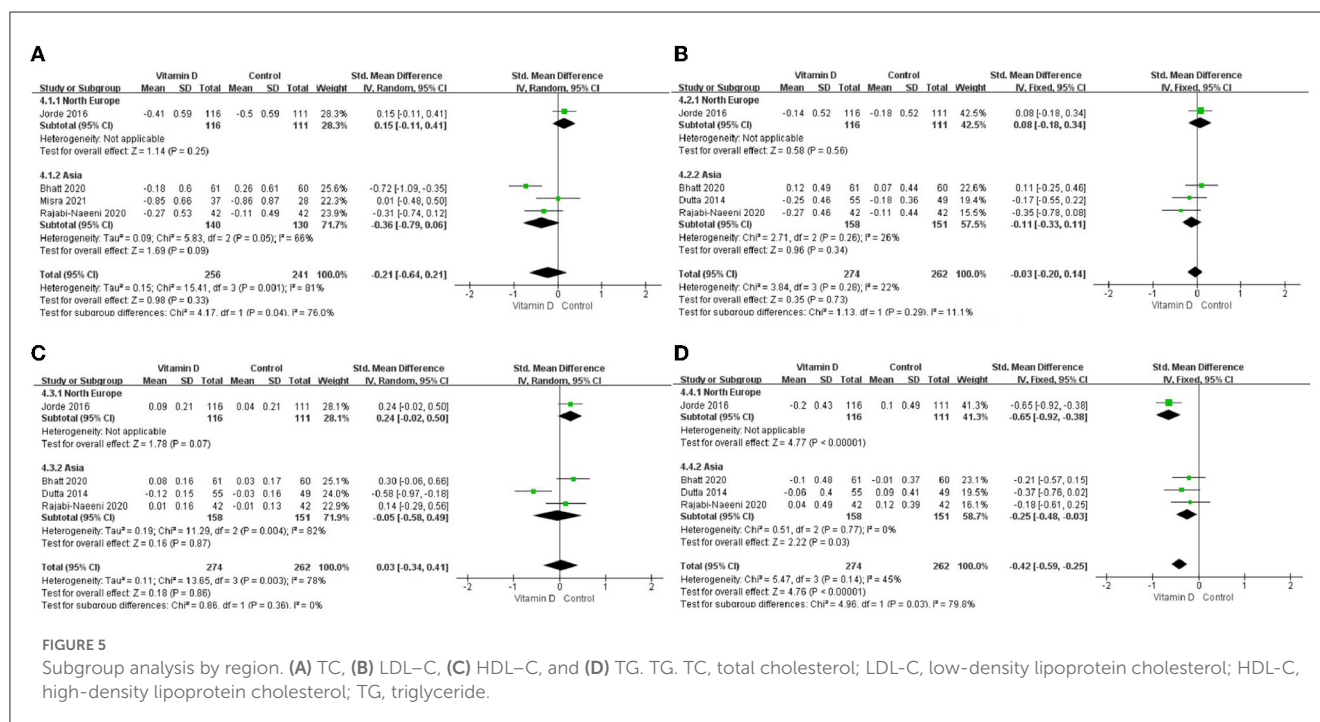 A
Vitamin D Control Std. Mean Difference Std. Mean Difference
Study or Subgroup Mean SD Total Mean SD Total Weight IV, Random, 95% CI IV, Random, 95% CI
4.1.1 North Europe
Jorde 2016 -0.41 0.59 116 -0.5 0.59 111 28.3% 0.15 [-0.11, 0.41]
Subtotal (95% CI) 116 111 28.3% 0.15 [-0.11, 0.41]
Heterogeneity: Not applicable
Test for overall effect: Z = 1.14 (P = 0.25)
4.1.2 Asia
Bhatt 2020 -0.18 0.6 61 0.26 0.61 60 25.6% -0.72 [-1.09, -0.35]
Misra 2021 -0.85 0.66 37 -0.86 0.87 28 22.2% 0.01 [-0.48, 0.50]
Rajabi-Naeeni 2020 -0.27 0.53 42 -0.11 0.49 42 23.9% -0.31 [-0.74, 0.12]
Subtotal (95% CI) 140 130 71.7% -0.36 [-0.79, 0.06]
Heterogeneity: Tau² = 0.09; Chi² = 5.83, df = 2 (P = 0.05); I² = 66%
Test for overall effect: Z = 1.69 (P = 0.09)
Total (95% CI) 256 241 100.0% -0.21 [-0.64, 0.21]
Heterogeneity: Tau² = 0.15; Chi² = 15.41, df = 3 (P = 0.001); I² = 81%
Test for overall effect: Z = 0.98 (P = 0.33)
Test for subgroup differences: Chi² = 4.17, df = 1 (P = 0.04), I² = 76.0%
-2 -1 0 1 2
Vitamin D Control
B
Vitamin D Control Std. Mean Difference Std. Mean Difference
Study or Subgroup Mean SD Total Mean SD Total Weight IV, Fixed, 95% CI IV, Fixed, 95% CI
4.2.1 North Europe
Jorde 2016 -0.14 0.52 116 -0.18 0.52 111 42.5% 0.08 [-0.18, 0.34]
Subtotal (95% CI) 116 111 42.5% 0.08 [-0.18, 0.34]
Heterogeneity: Not applicable
Test for overall effect: Z = 0.58 (P = 0.56)
4.2.2 Asia
Bhatt 2020 0.12 0.49 61 0.07 0.44 60 22.6% 0.11 [-0.25, 0.46]
Dutta 2014 -0.25 0.46 55 -0.18 0.36 49 19.4% -0.17 [-0.55, 0.22]
Rajabi-Naeeni 2020 -0.27 0.46 42 -0.11 0.44 42 15.5% -0.35 [-0.78, 0.08]
Subtotal (95% CI) 158 151 57.5% -0.11 [-0.33, 0.11]
Heterogeneity: Chi² = 2.71, df = 2 (P = 0.26); I² = 26%
Test for overall effect: Z = 0.96 (P = 0.34)
Total (95% CI) 274 262 100.0% -0.03 [-0.20, 0.14]
Heterogeneity: Chi² = 3.84, df = 3 (P = 0.28); I² = 22%
Test for overall effect: Z = 0.35 (P = 0.73)
Test for subgroup differences: Chi² = 1.13, df = 1 (P = 0.29), I² = 11.1%
-2 -1 0 1 2
Vitamin D Control
C
Vitamin D Control Std. Mean Difference Std. Mean Difference
Study or Subgroup Mean SD Total Mean SD Total Weight IV, Random, 95% CI IV, Random, 95% CI
4.3.1 North Europe
Jorde 2016 0.09 0.21 116 0.04 0.21 111 28.1% 0.24 [-0.02, 0.50]
Subtotal (95% CI) 116 111 28.1% 0.24 [-0.02, 0.50]
Heterogeneity: Not applicable
Test for overall effect: Z = 1.78 (P = 0.07)
4.3.2 Asia
Bhatt 2020 0.08 0.16 61 0.03 0.17 60 25.1% 0.30 [-0.06, 0.66]
Dutta 2014 -0.12 0.15 55 -0.03 0.16 49 24.0% -0.58 [-0.97, -0.18]
Rajabi-Naeeni 2020 0.01 0.16 42 -0.01 0.13 42 22.9% 0.14 [-0.29, 0.56]
Subtotal (95% CI) 158 151 71.9% -0.05 [-0.58, 0.49]
Heterogeneity: Tau² = 0.19; Chi² = 11.29, df = 2 (P = 0.004); I² = 82%
Test for overall effect: Z = 0.16 (P = 0.87)
Total (95% CI) 274 262 100.0% 0.03 [-0.34, 0.41]
Heterogeneity: Tau² = 0.11; Chi² = 13.65, df = 3 (P = 0.003); I² = 78%
Test for overall effect: Z = 0.18 (P = 0.86)
Test for subgroup differences: Chi² = 0.86, df = 1 (P = 0.36), I² = 0%
-2 -1 0 1 2
Vitamin D Control
D
Vitamin D Control Std. Mean Difference Std. Mean Difference
Study or Subgroup Mean SD Total Mean SD Total Weight IV, Fixed, 95% CI IV, Fixed, 95% CI
4.4.1 North Europe
Jorde 2016 -0.2 0.43 116 0.1 0.49 111 41.3% -0.65 [-0.92, -0.38]
Subtotal (95% CI) 116 111 41.3% -0.65 [-0.92, -0.38]
Heterogeneity: Not applicable
Test for overall effect: Z = 4.77 (P < 0.00001)
4.4.2 Asia
Bhatt 2020 -0.1 0.48 61 -0.01 0.37 60 23.1% -0.21 [-0.57, 0.15]
Dutta 2014 -0.06 0.4 55 0.09 0.41 49 19.5% -0.37 [-0.76, 0.02]
Rajabi-Naeeni 2020 0.04 0.49 42 0.12 0.39 42 16.1% -0.18 [-0.61, 0.25]
Subtotal (95% CI) 158 151 58.7% -0.25 [-0.48, -0.03]
Heterogeneity: Chi² = 0.51, df = 2 (P = 0.77); I² = 0%
Test for overall effect: Z = 2.22 (P = 0.03)
Total (95% CI) 274 262 100.0% -0.42 [-0.59, -0.25]
Heterogeneity: Chi² = 5.47, df = 3 (P = 0.14); I² = 45%
Test for overall effect: Z = 4.76 (P < 0.00001)
Test for subgroup differences: Chi² = 4.96, df = 1 (P = 0.03), I² = 79.8%
-2 -1 0 1 2
Vitamin D Control
FIGURE 5
Subgroup analysis by region. (A) TC, (B) LDL–C, (C) HDL–C, and (D) TG. TG. TC, total cholesterol; LDL-C, low-density lipoprotein cholesterol; HDL-C,
high-density lipoprotein cholesterol; TG, triglyceride.